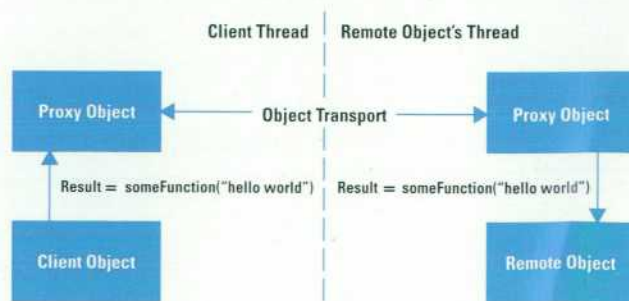 Client Thread
Remote Object's Thread
Proxy Object
Object Transport
Proxy Object
Result = someFunction("hello world")
Result = someFunction("hello world")
Client Object
Remote Object